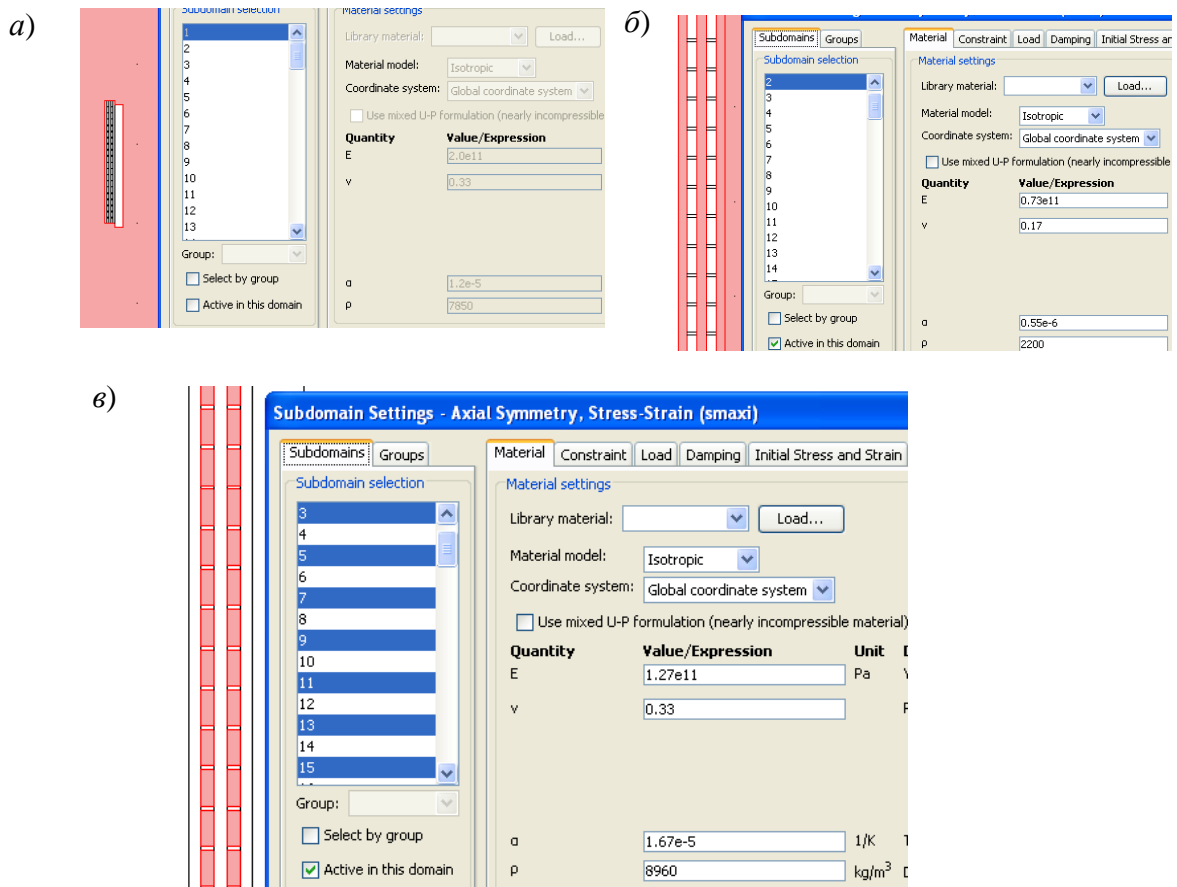 а)
Subdomain selection
1
2
3
4
5
6
7
8
9
10
11
12
13
Group:
Select by group
Active in this domain
Material settings
Library material: Load...
Material model: Isotropic
Coordinate system: Global coordinate system
Use mixed U-P formulation (nearly incompressible
Quantity Value/Expression
E 2.0e11
ν 0.33
α 1.2e-5
ρ 7850
б)
Subdomains Groups
Subdomain selection
2
3
4
5
6
7
8
9
10
11
12
13
14
Group:
Select by group
Active in this domain
Material Constraint Load Damping Initial Stress ar
Material settings
Library material: Load...
Material model: Isotropic
Coordinate system: Global coordinate system
Use mixed U-P formulation (nearly incompressible
Quantity Value/Expression
E 0.73e11
ν 0.17
α 0.55e-6
ρ 2200
в)
Subdomain Settings - Axial Symmetry, Stress-Strain (smaxi)
Subdomains Groups
Subdomain selection
3
4
5
6
7
8
9
10
11
12
13
14
15
Group:
Select by group
Active in this domain
Material Constraint Load Damping Initial Stress and Strain
Material settings
Library material: Load...
Material model: Isotropic
Coordinate system: Global coordinate system
Use mixed U-P formulation (nearly incompressible material)
Quantity Value/Expression Unit
E 1.27e11 Pa
ν 0.33
α 1.67e-5 1/K
ρ 8960 kg/m³